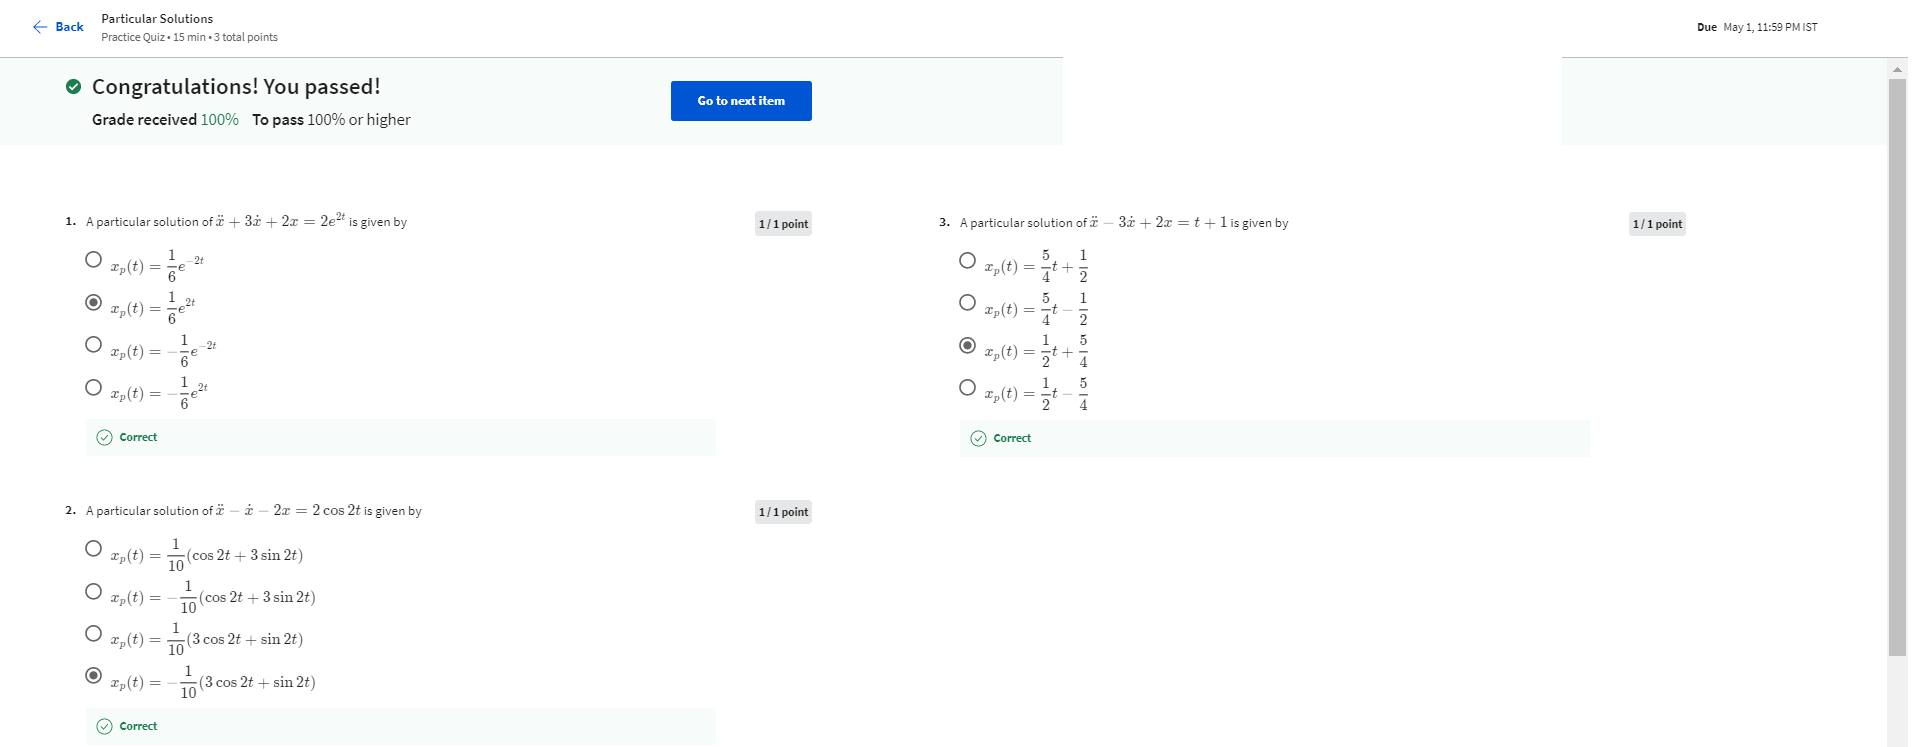 ← Back
Particular Solutions
Practice Quiz • 15 min • 3 total points
Due May 1, 11:59 PM IST
Congratulations! You passed!
Grade received 100% To pass 100% or higher
Go to next item
1. A particular solution of ẍ + 3ẋ + 2x = 2e^{2t} is given by
1 / 1 point
x_p(t) = \frac{1}{6}e^{-2t}
x_p(t) = \frac{1}{6}e^{2t}
x_p(t) = -\frac{1}{6}e^{-2t}
x_p(t) = -\frac{1}{6}e^{2t}
Correct
2. A particular solution of ẍ − ẋ − 2x = 2 cos 2t is given by
1 / 1 point
x_p(t) = \frac{1}{10}(cos 2t + 3 sin 2t)
x_p(t) = -\frac{1}{10}(cos 2t + 3 sin 2t)
x_p(t) = \frac{1}{10}(3 cos 2t + sin 2t)
x_p(t) = -\frac{1}{10}(3 cos 2t + sin 2t)
Correct
3. A particular solution of ẍ − 3ẋ + 2x = t + 1 is given by
1 / 1 point
x_p(t) = \frac{5}{4}t + \frac{1}{2}
x_p(t) = \frac{5}{4}t - \frac{1}{2}
x_p(t) = \frac{1}{2}t + \frac{5}{4}
x_p(t) = \frac{1}{2}t - \frac{5}{4}
Correct